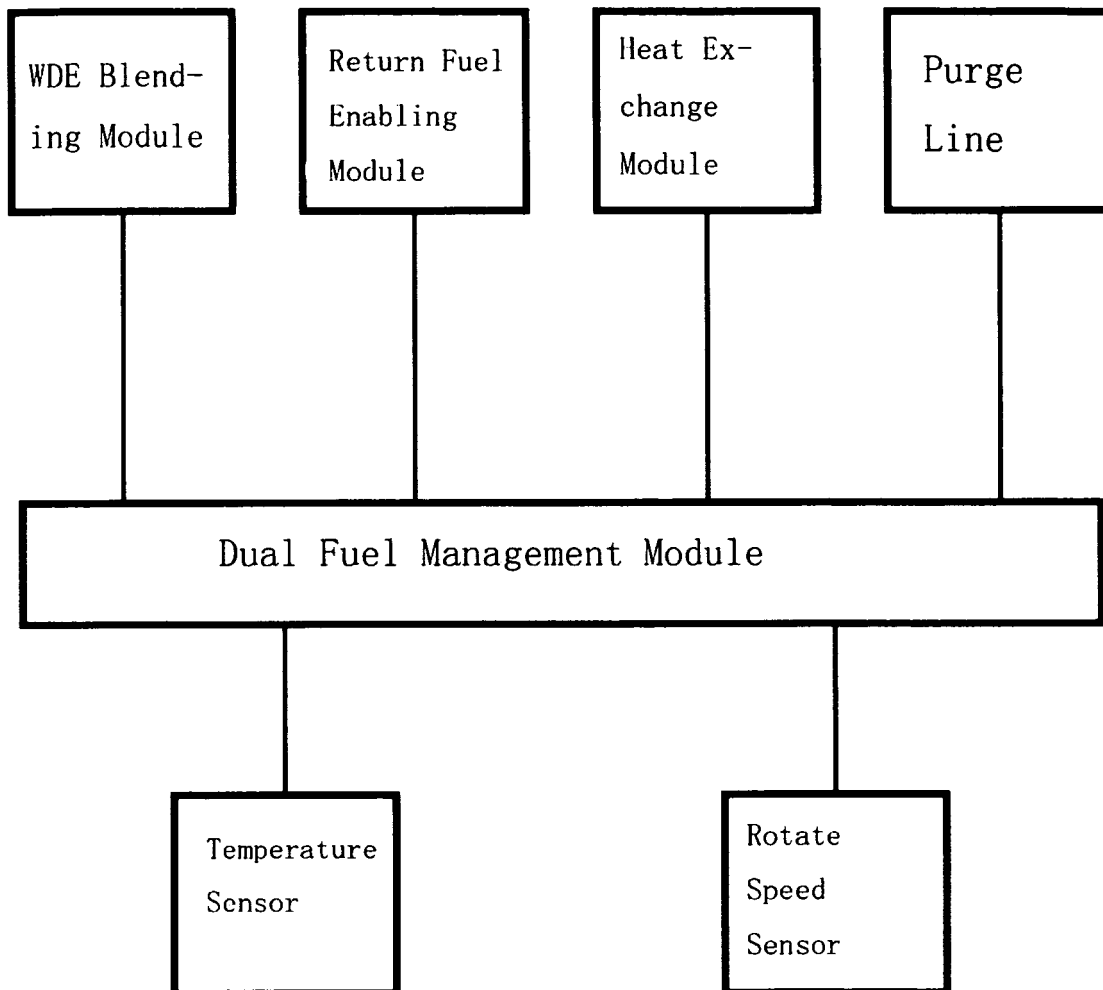 WDE Blend-
ing Module
Return Fuel
Enabling
Module
Heat Ex-
change
Module
Purge
Line
Dual Fuel Management Module
Temperature
Sensor
Rotate
Speed
Sensor